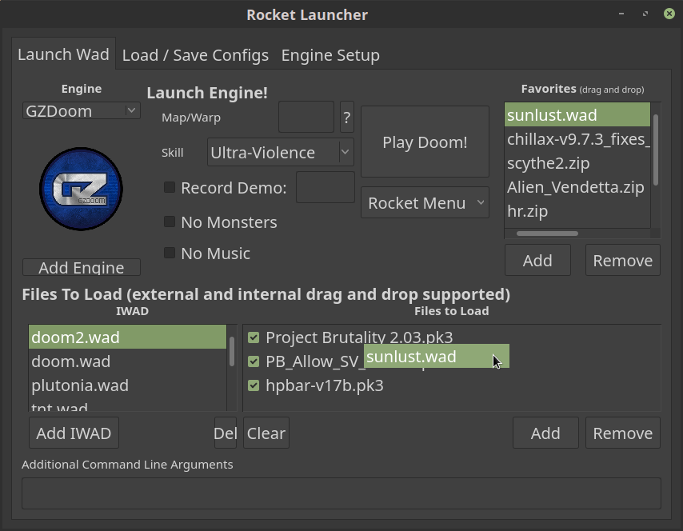 Rocket Launcher
Launch Wad
Load / Save Configs
Engine Setup
Engine
GZDoom
GZ
GZDOOM
Add Engine
Launch Engine!
Map/Warp
?
Skill
Ultra-Violence
Record Demo:
No Monsters
No Music
Play Doom!
Rocket Menu
Favorites (drag and drop)
sunlust.wad
chillax-v9.7.3_fixes_
scythe2.zip
Alien_Vendetta.zip
hr.zip
Add
Remove
Files To Load (external and internal drag and drop supported)
IWAD
doom2.wad
doom.wad
plutonia.wad
tnt.wad
Add IWAD
Del
Files to Load
Project Brutality 2.03.pk3
PB_Allow_SV_
sunlust.wad
hpbar-v17b.pk3
Clear
Add
Remove
Additional Command Line Arguments